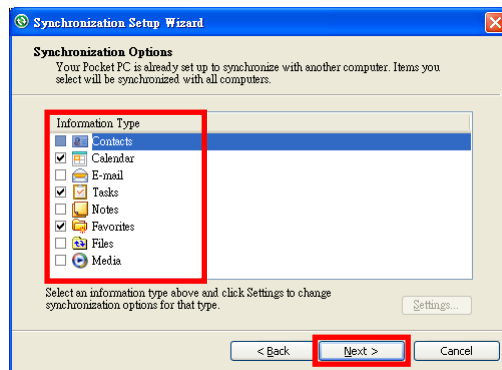 Synchronization Setup Wizard
Synchronization Options
Your Pocket PC is already set up to synchronize with another computer. Items you
select will be synchronized with all computers.
Information Type
Contacts
Calendar
E-mail
Tasks
Notes
Favorites
Files
Media
Select an information type above and click Settings to change
synchronization options for that type.
Settings...
< Back
Next >
Cancel